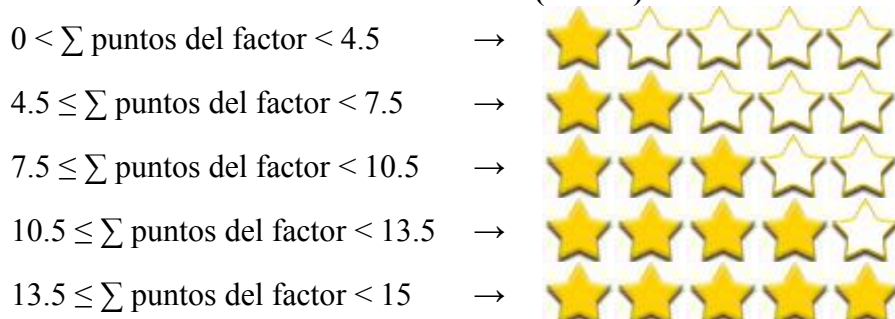 0 < ∑ puntos del factor < 4.5 →
4.5 ≤ ∑ puntos del factor < 7.5 →
7.5 ≤ ∑ puntos del factor < 10.5 →
10.5 ≤ ∑ puntos del factor < 13.5 →
13.5 ≤ ∑ puntos del factor < 15 →